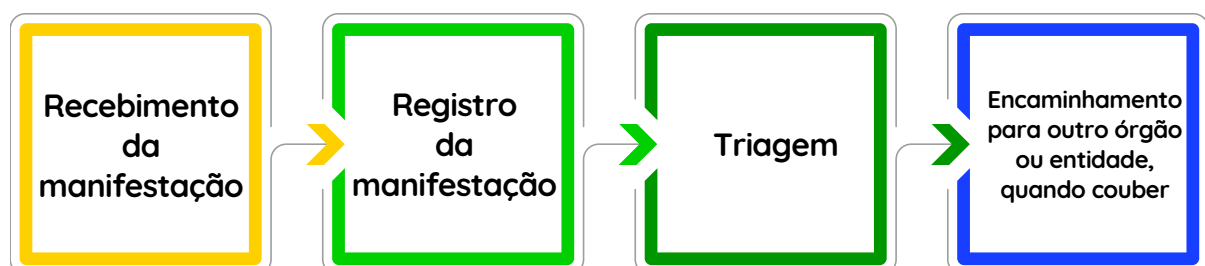 Recebimento
da
manifestação
Registro
da
manifestação
Triagem
Encaminhamento
para outro órgão
ou entidade,
quando couber